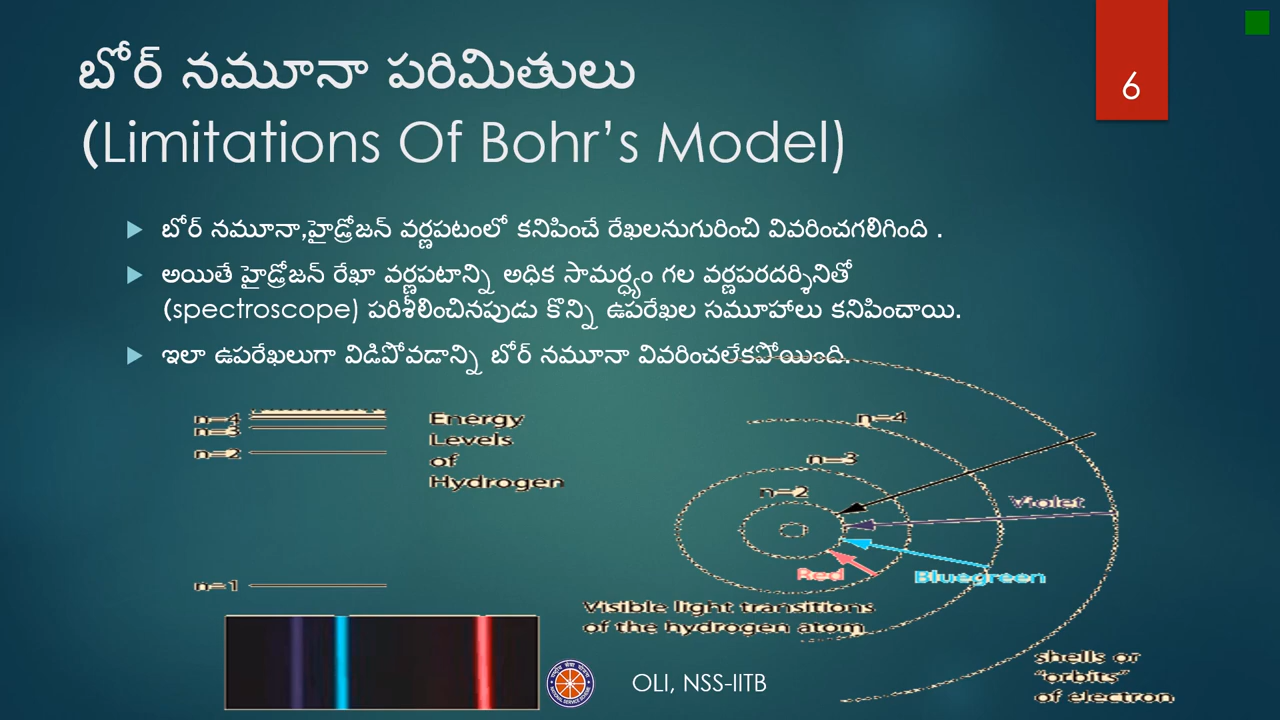 బోర్ నమూనా పరిమితులు
(Limitations Of Bohr’s Model)
6
బోర్ నమూనా,హైడ్రోజన్ వర్ణపటంలో కనిపించే రేఖలనుగురించి వివరించగలిగింది .
అయితే హైడ్రోజన్ రేఖా వర్ణపటాన్ని అధిక సామర్ధ్యం గల వర్ణపరదర్శినితో
(spectroscope) పరిశీలించినపుడు కొన్ని ఉపరేఖల సమూహాలు కనిపించాయి.
ఇలా ఉపరేఖలుగా విడిపోవడాన్ని బోర్ నమూనా వివరించలేకపోయింది.
n=4
n=3
n=2
n=1
Energy
Levels
of
Hydrogen
n=4
n=3
n=2
Violet
Red
Bluegreen
Visible light transitions
of the hydrogen atom
shells or
“orbits”
of electron
OLI, NSS-IITB